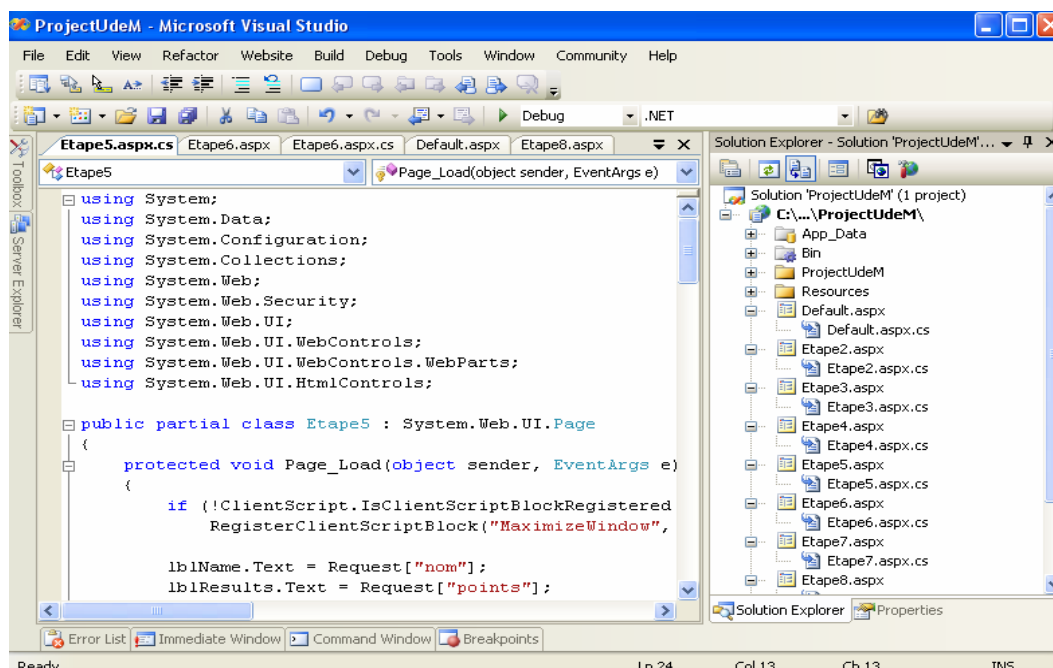 ProjectUdeM - Microsoft Visual Studio
File Edit View Refactor Website Build Debug Tools Window Community Help
Debug .NET
Etape5.aspx.cs Etape6.aspx Etape6.aspx.cs Default.aspx Etape8.aspx
Etape5 Page_Load(object sender, EventArgs e)
Toolbox
Server Explorer
using System;
using System.Data;
using System.Configuration;
using System.Collections;
using System.Web;
using System.Web.Security;
using System.Web.UI;
using System.Web.UI.WebControls;
using System.Web.UI.WebControls.WebParts;
using System.Web.UI.HtmlControls;
public partial class Etape5 : System.Web.UI.Page
{
protected void Page_Load(object sender, EventArgs e)
{
if (!ClientScript.IsClientScriptBlockRegistered
RegisterClientScriptBlock("MaximizeWindow",
lblName.Text = Request["nom"];
lblResults.Text = Request["points"];
Solution Explorer - Solution 'ProjectUdeM'...
Solution 'ProjectUdeM' (1 project)
C:\...\ProjectUdeM\
App_Data
Bin
ProjectUdeM
Resources
Default.aspx
Default.aspx.cs
Etape2.aspx
Etape2.aspx.cs
Etape3.aspx
Etape3.aspx.cs
Etape4.aspx
Etape4.aspx.cs
Etape5.aspx
Etape5.aspx.cs
Etape6.aspx
Etape6.aspx.cs
Etape7.aspx
Etape7.aspx.cs
Etape8.aspx
Solution Explorer Properties
Error List Immediate Window Command Window Breakpoints
Ready Ln 24 Col 13 Ch 13 INS